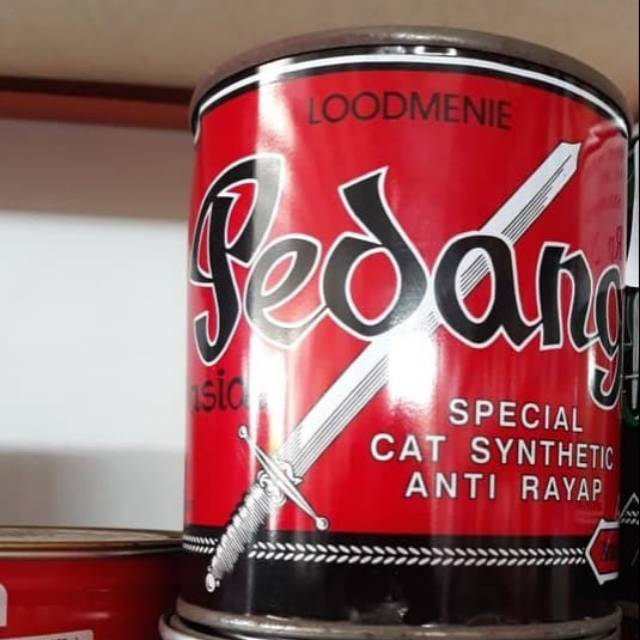 LOODMENIE
Pedang
SPECIAL
CAT SYNTHETIC
ANTI RAYAP